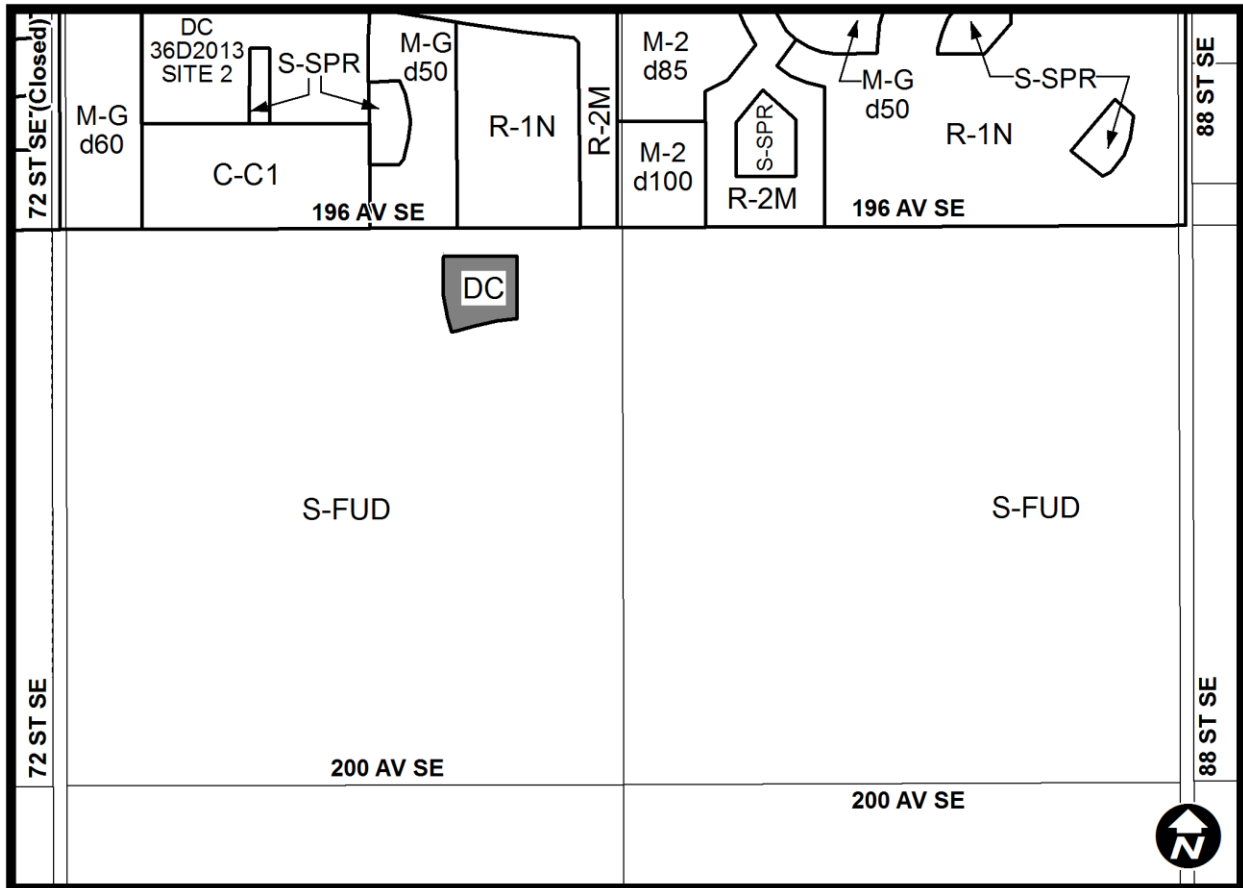 72 ST SE (Closed)
M-G
d60
DC
36D2013
SITE 2
S-SPR
C-C1
M-G
d50
R-1N
R-2M
M-2
d85
M-2
d100
S-SPR
R-2M
M-G
d50
S-SPR
R-1N
88 ST SE
196 AV SE
196 AV SE
DC
S-FUD
S-FUD
72 ST SE
88 ST SE
200 AV SE
200 AV SE
N